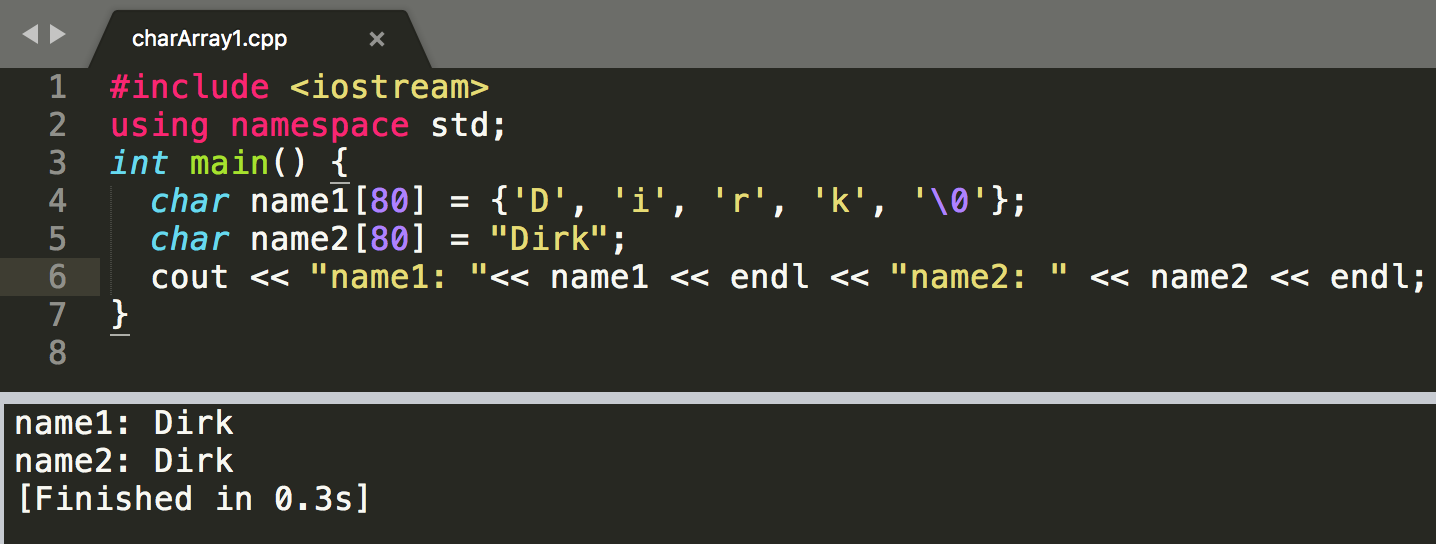 charArray1.cpp ×
1 #include <iostream>
2 using namespace std;
3 int main() {
4   char name1[80] = {'D', 'i', 'r', 'k', '\0'};
5   char name2[80] = "Dirk";
6   cout << "name1: "<< name1 << endl << "name2: " << name2 << endl;
7 }
8
name1: Dirk
name2: Dirk
[Finished in 0.3s]